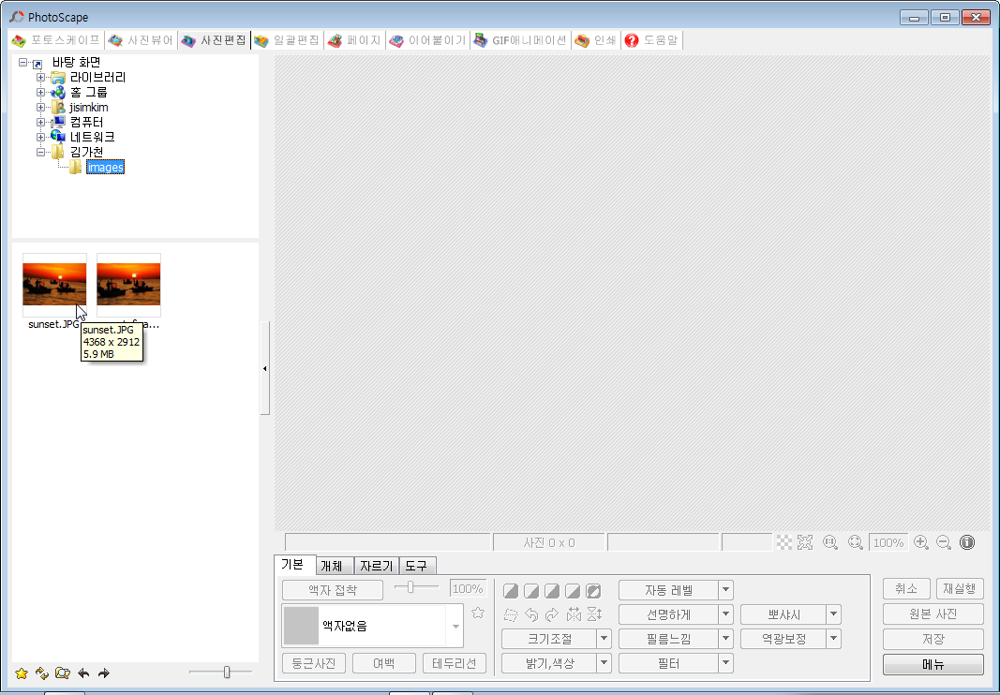 PhotoScape
포토스케이프 사진뷰어 사진편집 일괄편집 페이지 이어붙이기 GIF애니메이션 인쇄 도움말
바탕 화면
라이브러리
홈 그룹
jisimkim
컴퓨터
네트워크
김가천
images
sunset.JPG
sunset.JPG
4368 x 2912
5.9 MB
사진 0 x 0
100%
기본 개체 자르기 도구
액자 접착 100% 자동 레벨 취소 재실행
액자없음 선명하게 뽀샤시 원본 사진
크기조절 필름느낌 역광보정 저장
둥근사진 여백 테두리선 밝기,색상 필터 메뉴